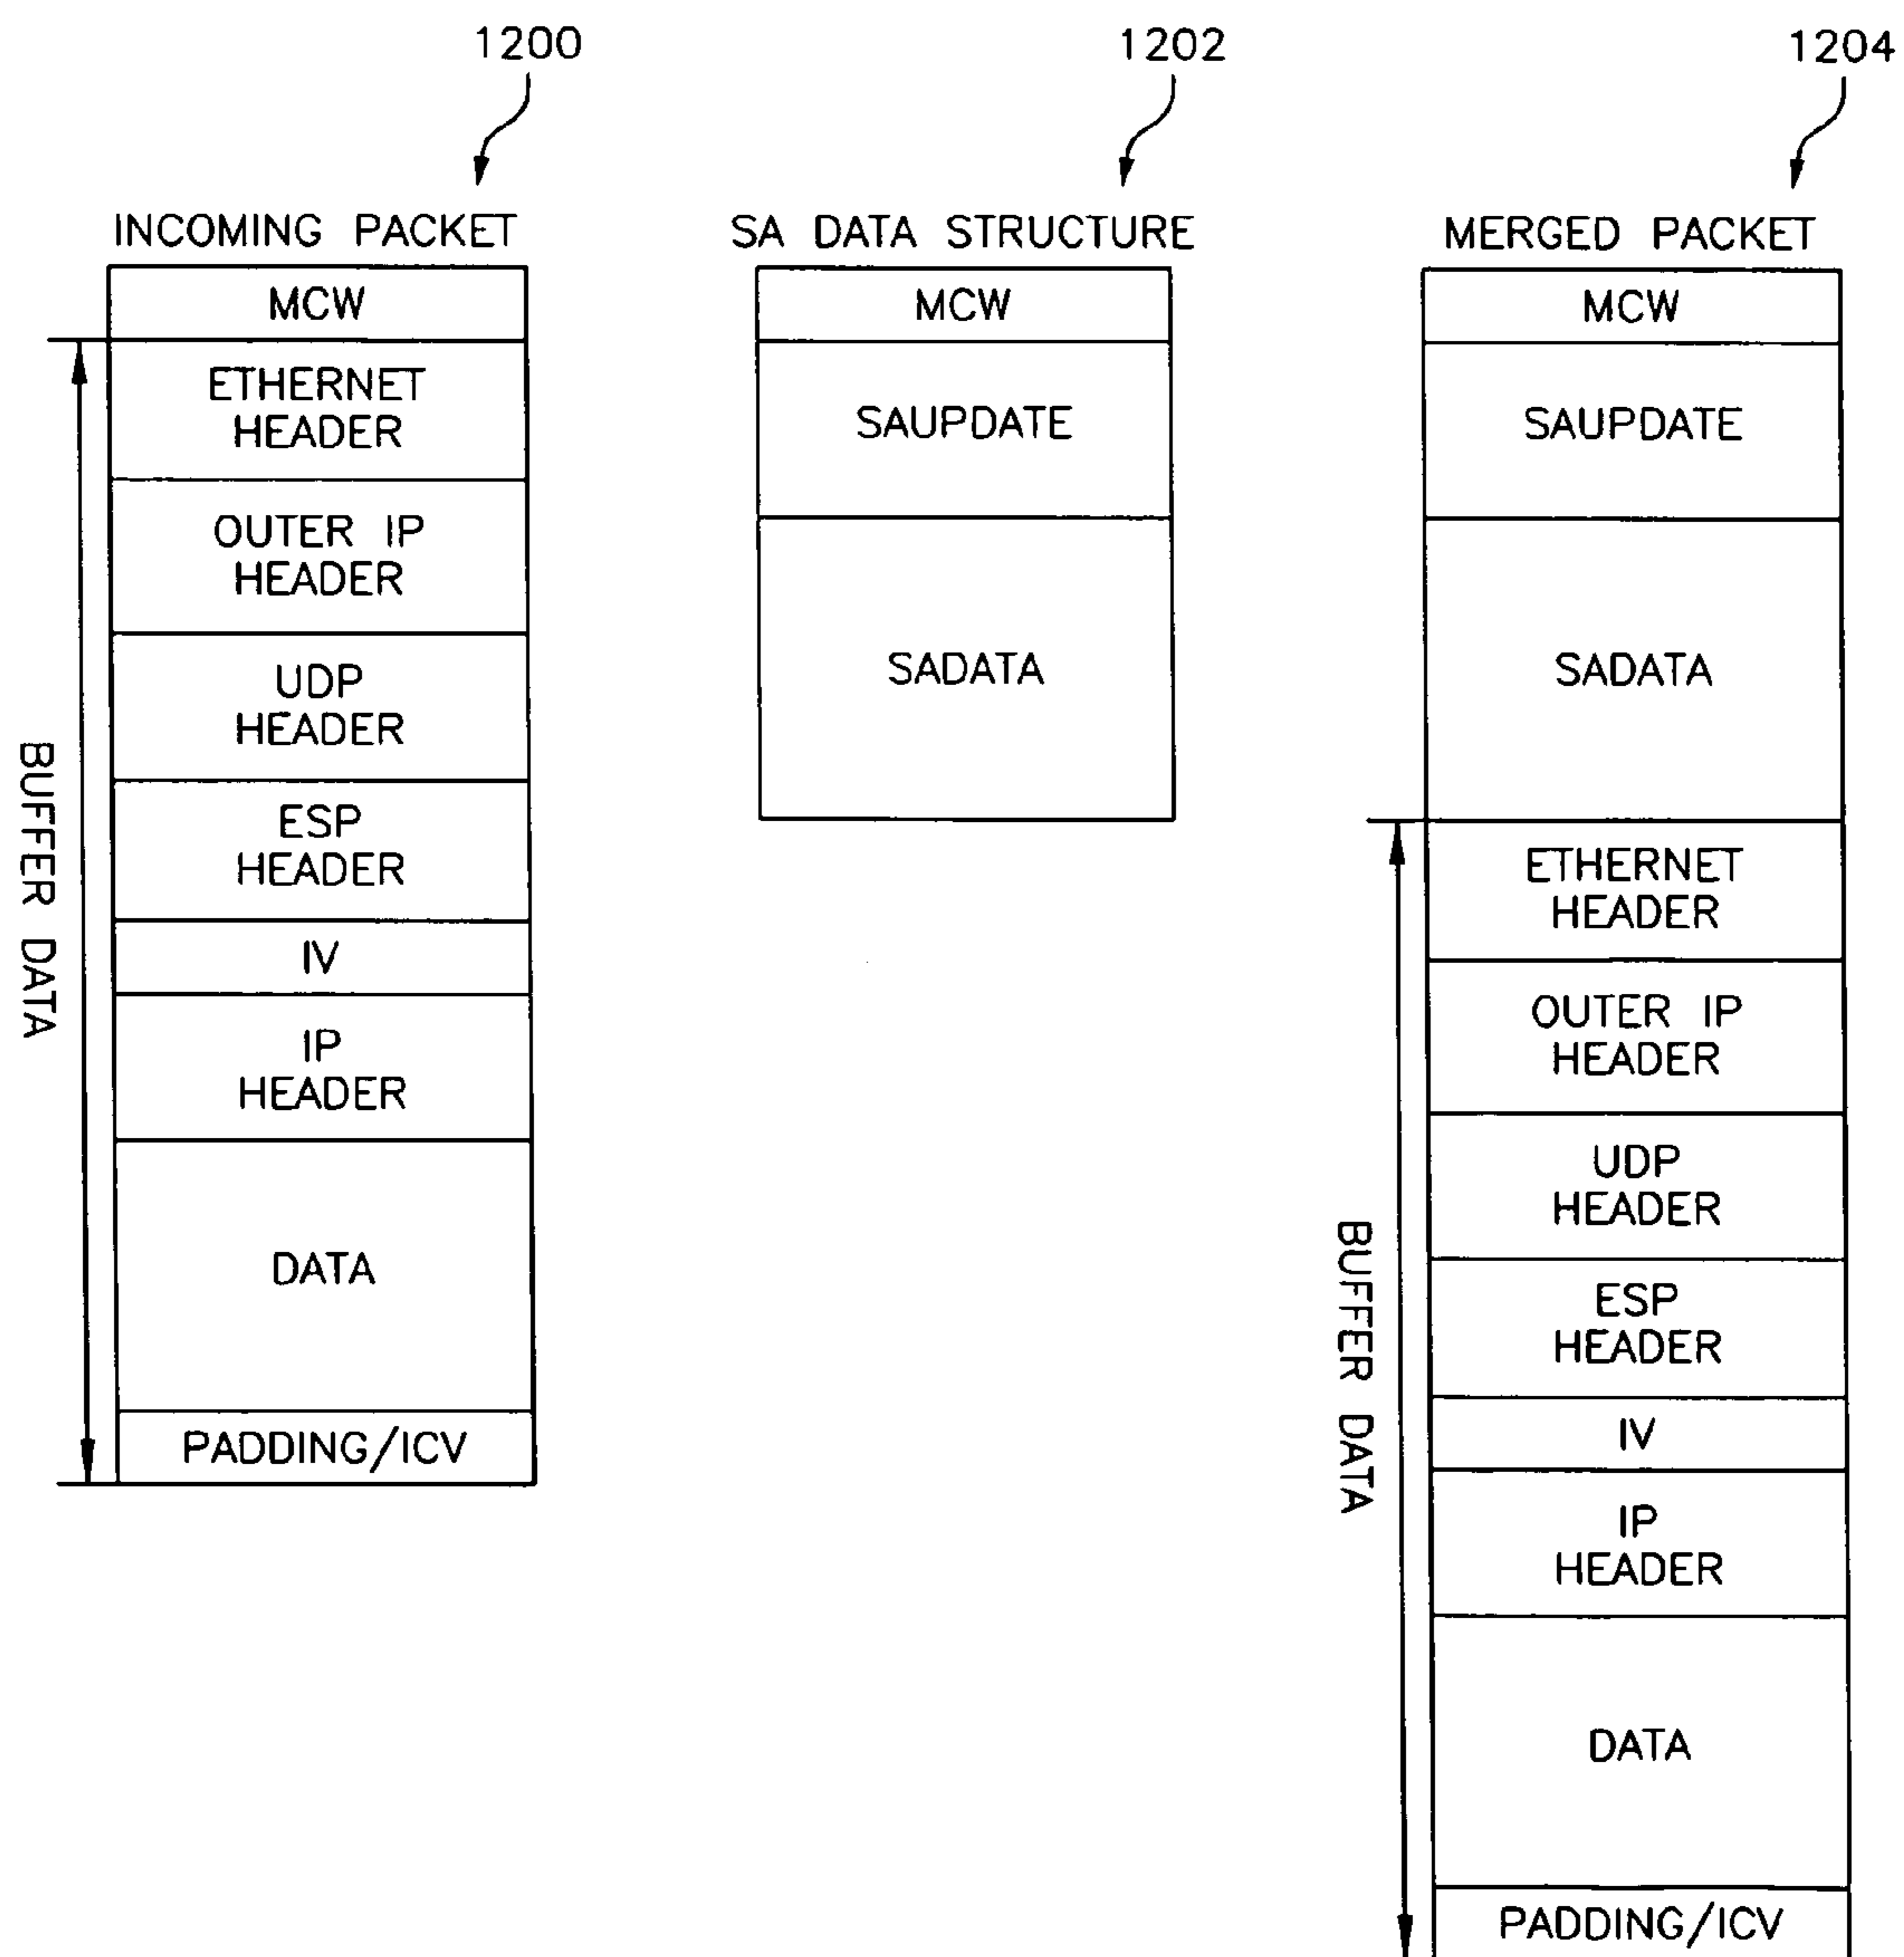 1200
INCOMING PACKET
MCW
ETHERNET
HEADER
OUTER IP
HEADER
UDP
HEADER
ESP
HEADER
IV
IP
HEADER
DATA
PADDING/ICV
BUFFER DATA
1202
SA DATA STRUCTURE
MCW
SAUPDATE
SADATA
1204
MERGED PACKET
MCW
SAUPDATE
SADATA
ETHERNET
HEADER
OUTER IP
HEADER
UDP
HEADER
ESP
HEADER
IV
IP
HEADER
DATA
PADDING/ICV
BUFFER DATA